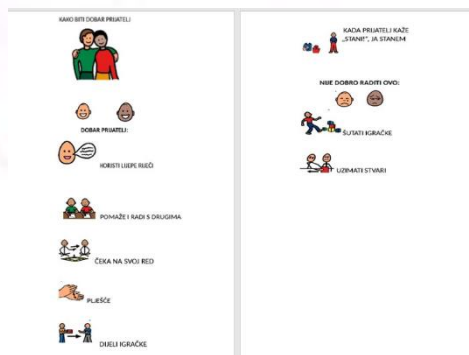 KAKO BITI DOBAR PRIJATELJ
DOBAR PRIJATELJ:
KORISTI LIJEPE RIJEČI
POMAŽE I RADI S DRUGIMA
ČEKA NA SVOJ RED
PLJEŠĆE
DIJELI IGRAČKE
KADA PRIJATELJ KAŽE
„STANI!“, JA STANEM!
NIJE DOBRO RADITI OVO:
ŠUTATI IGRAČKE
UZIMATI STVARI